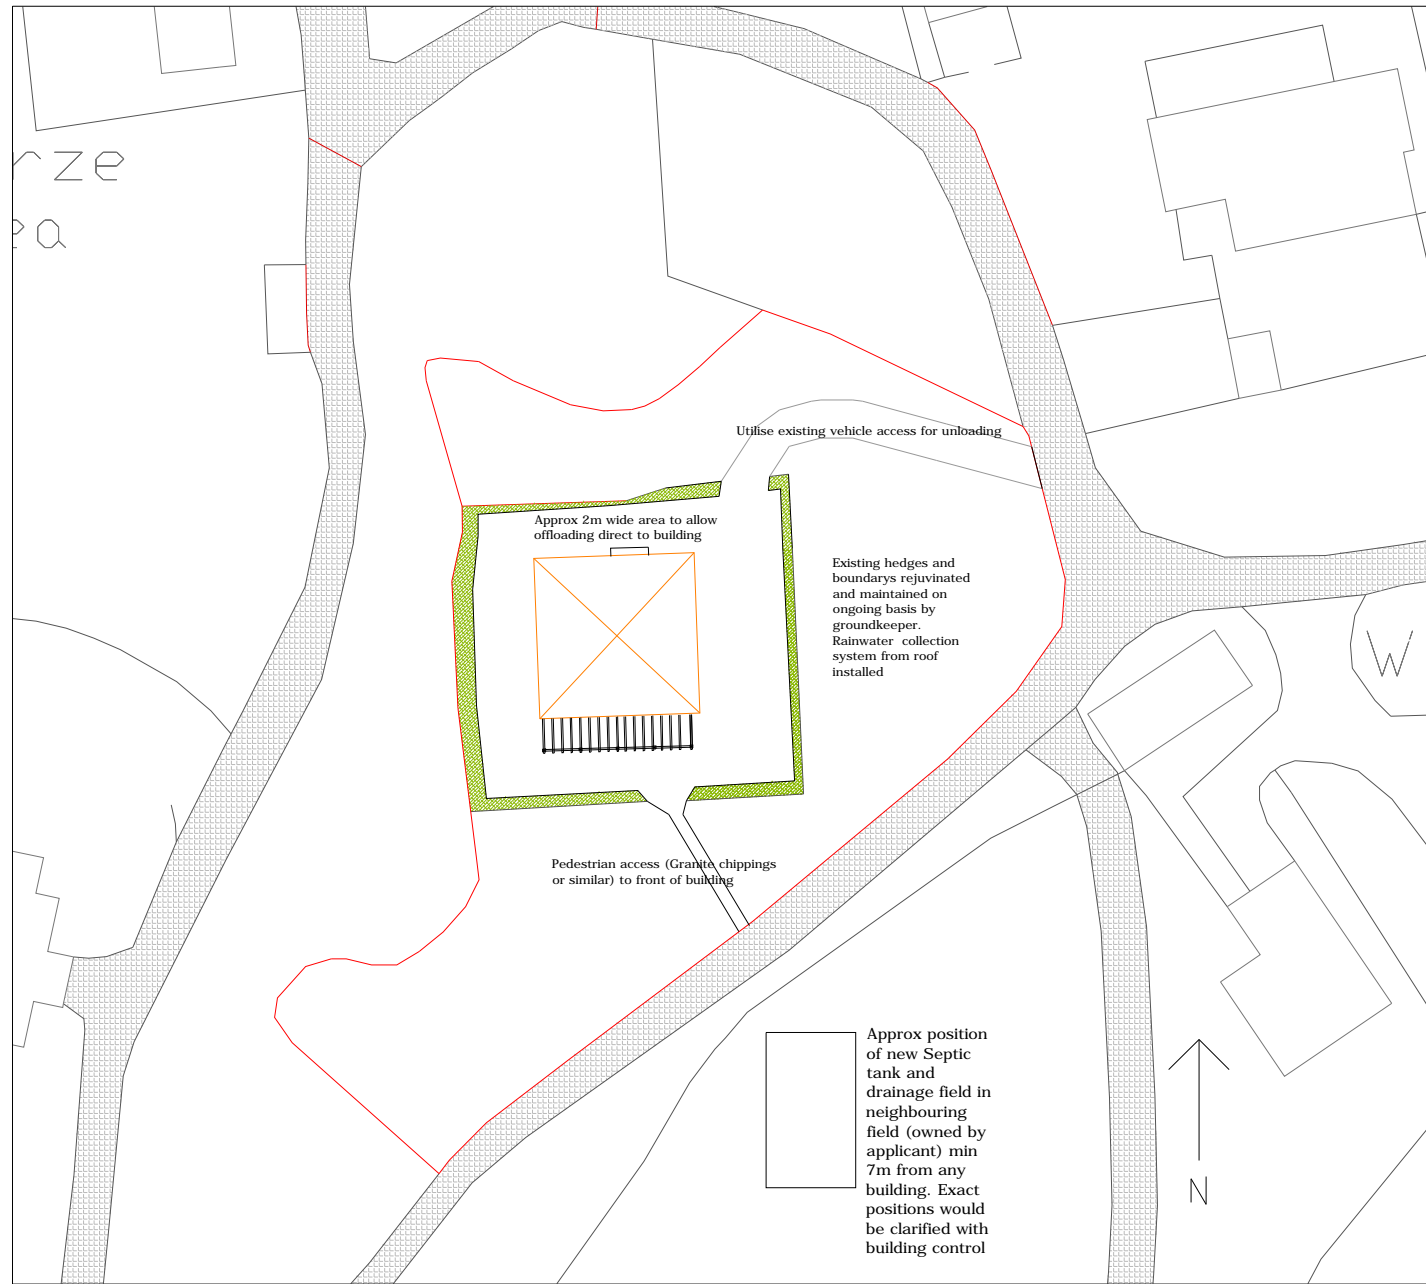 rze
ea
Utilise existing vehicle access for unloading
Approx 2m wide area to allow
offloading direct to building
Existing hedges and
boundarys rejuvinated
and maintained on
ongoing basis by
groundkeeper.
Rainwater collection
system from roof
installed
W
Pedestrian access (Granite chippings
or similar) to front of building
Approx position
of new Septic
tank and
drainage field in
neighbouring
field (owned by
applicant) min
7m from any
building. Exact
positions would
be clarified with
building control
N